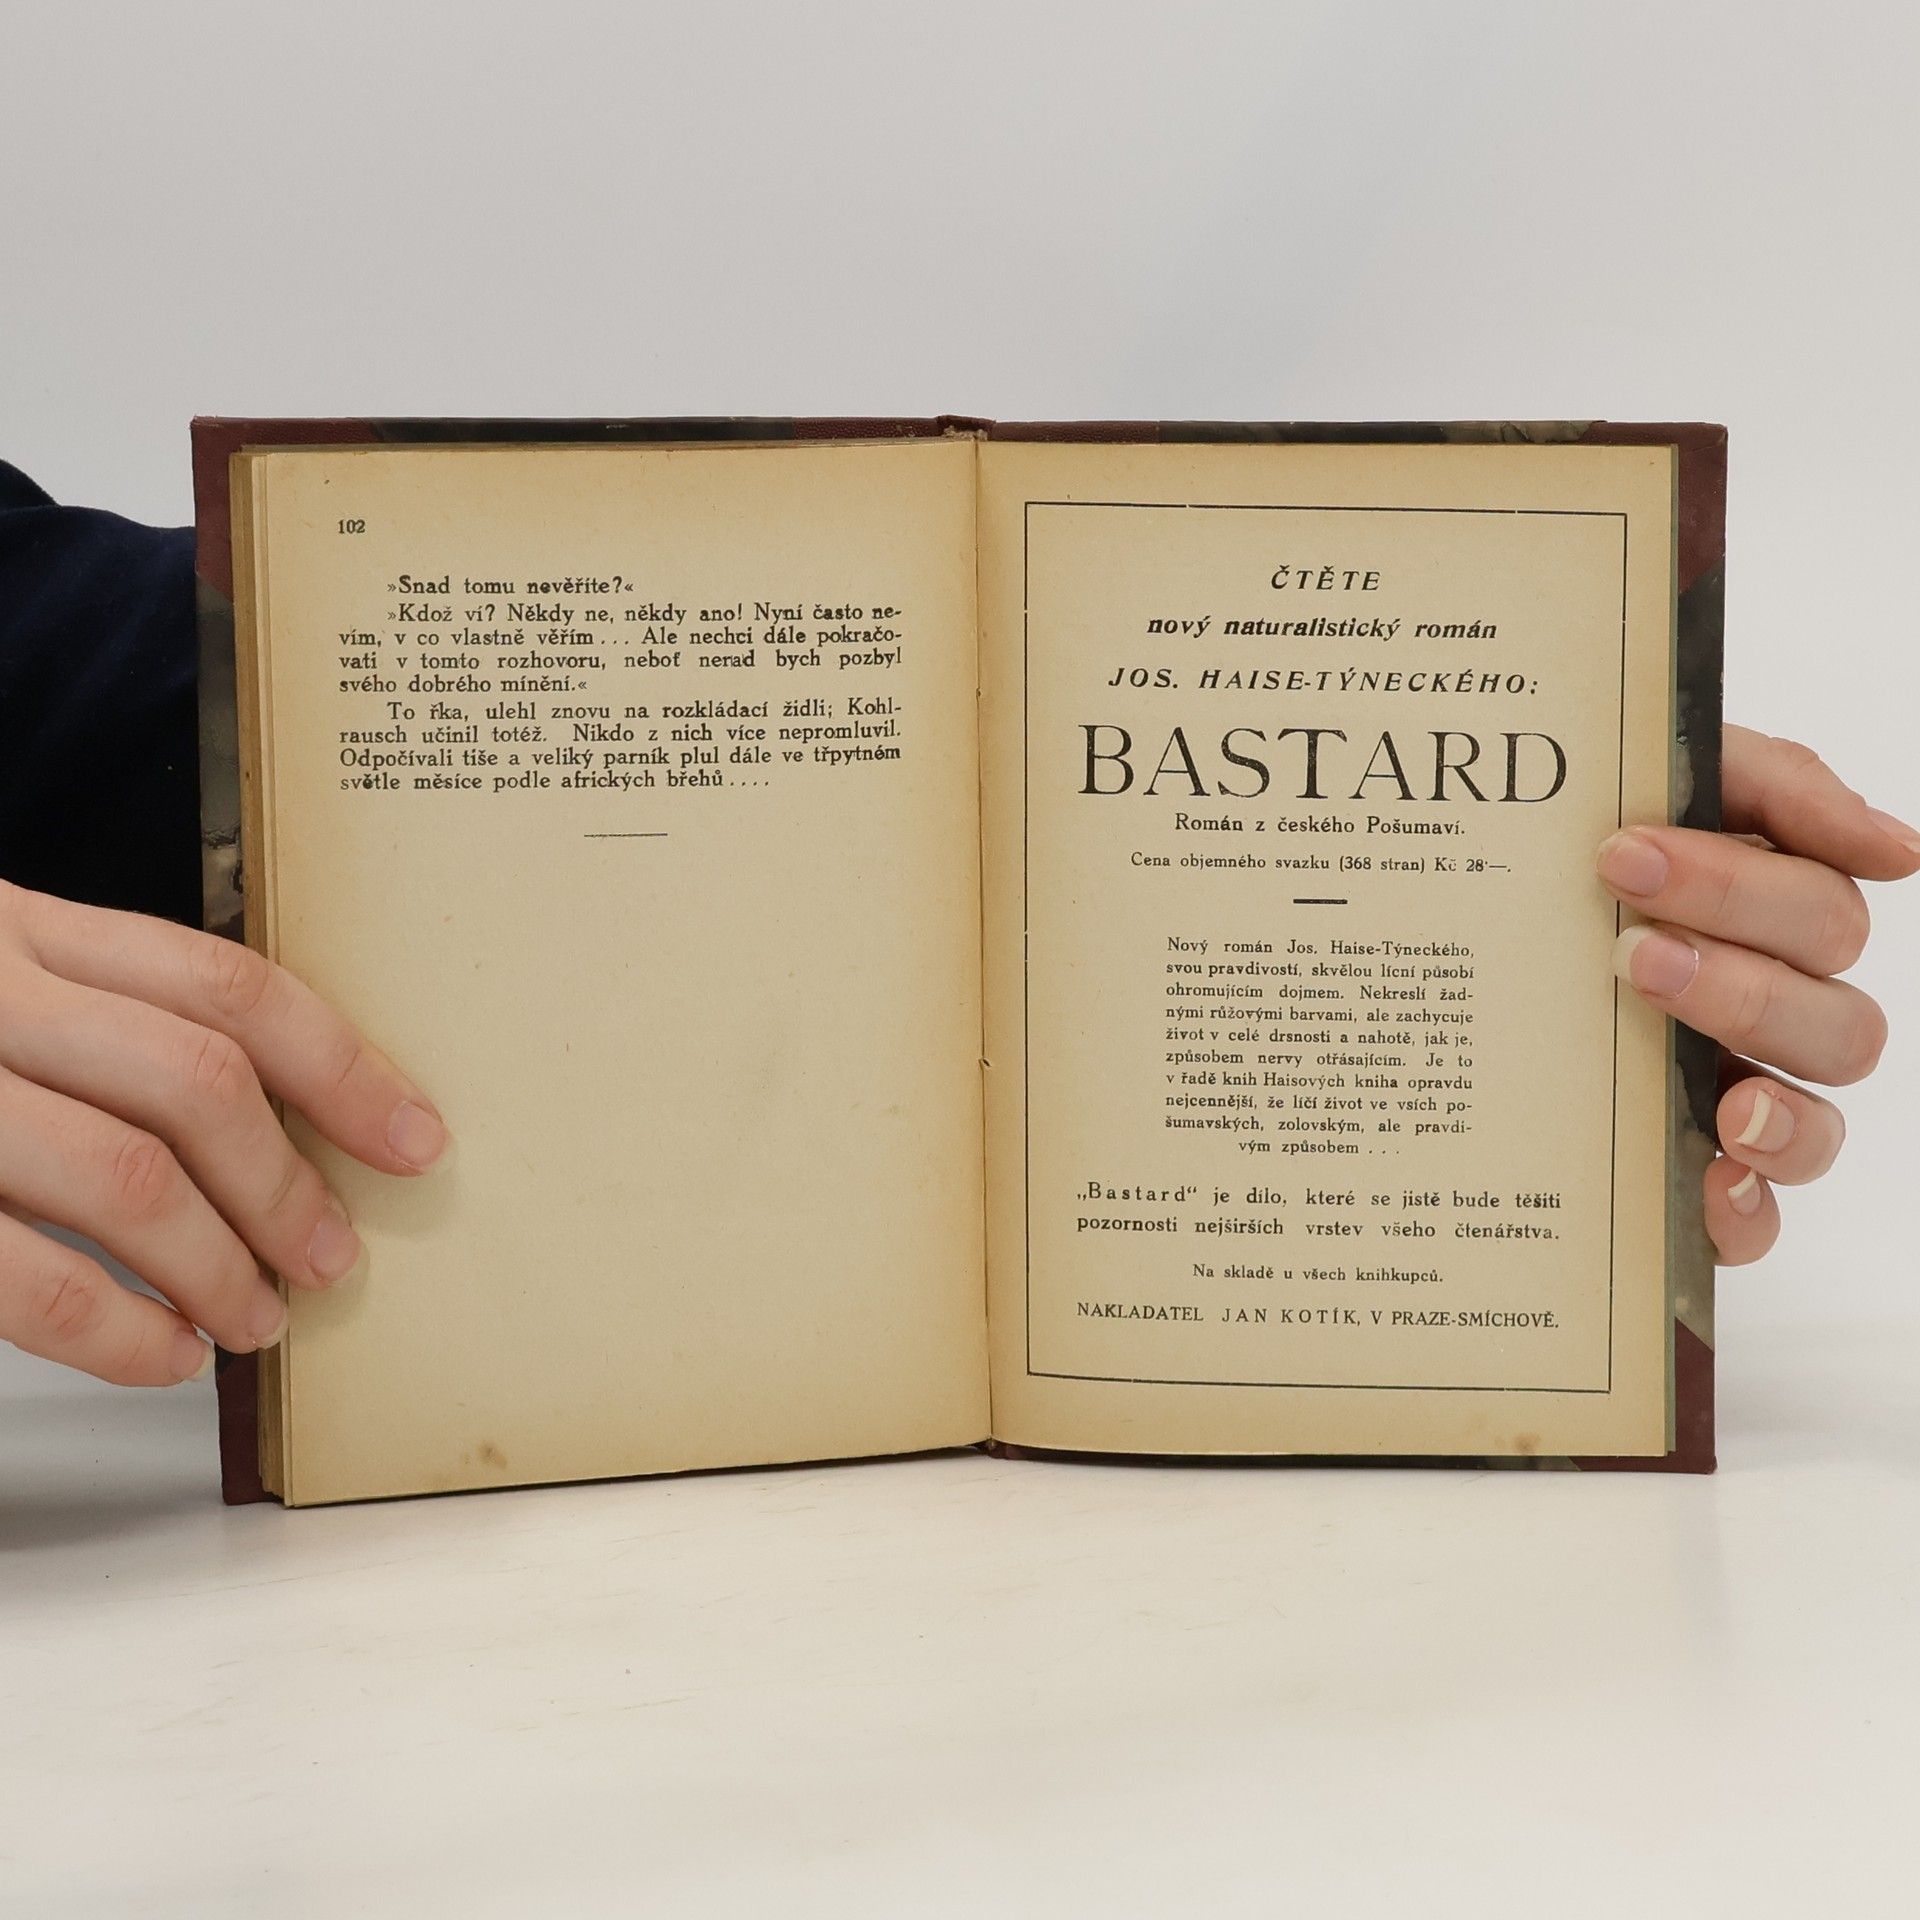 102
»Snad tomu nevěříte?«
»Kdož ví? Někdy ne, někdy ano! Nyní často ne-
vím, v co vlastně věřím... Ale nechci dále pokračo-
vati v tomto rozhovoru, neboť nerad bych pozbyl
svého dobrého mínění.«
To řka, ulehl znovu na rozkládací židli; Kohl-
rausch učinil totéž. Nikdo z nich více nepromluvil.
Odpočívali tiše a veliký parník plul dále ve třpytném
světle měsíce podle afrických břehů....
ČTĚTE
nový naturalistický román
JOS. HAISE-TÝNECKÉHO:
BASTARD
Román z českého Pošumaví.
Cena objemného svazku (368 stran) Kč 28·—.
Nový román Jos. Haise-Týneckého,
svou pravdivostí, skvělou lícní působí
ohromujícím dojmem. Nekreslí žad-
nými růžovými barvami, ale zachycuje
život v celé drsnosti a nahotě, jak je,
způsobem nervy otřásajícím. Je to
v řadě knih Haisových kniha opravdu
nejcennější, že líčí život ve vsích po-
šumavských, zolovským, ale pravdi-
vým způsobem . . .
„Bastard“ je dílo, které se jistě bude těšiti
pozornosti nejširších vrstev všeho čtenářstva.
Na skladě u všech knihkupců.
NAKLADATEL JAN KOTÍK, V PRAZE-SMÍCHOVĚ.